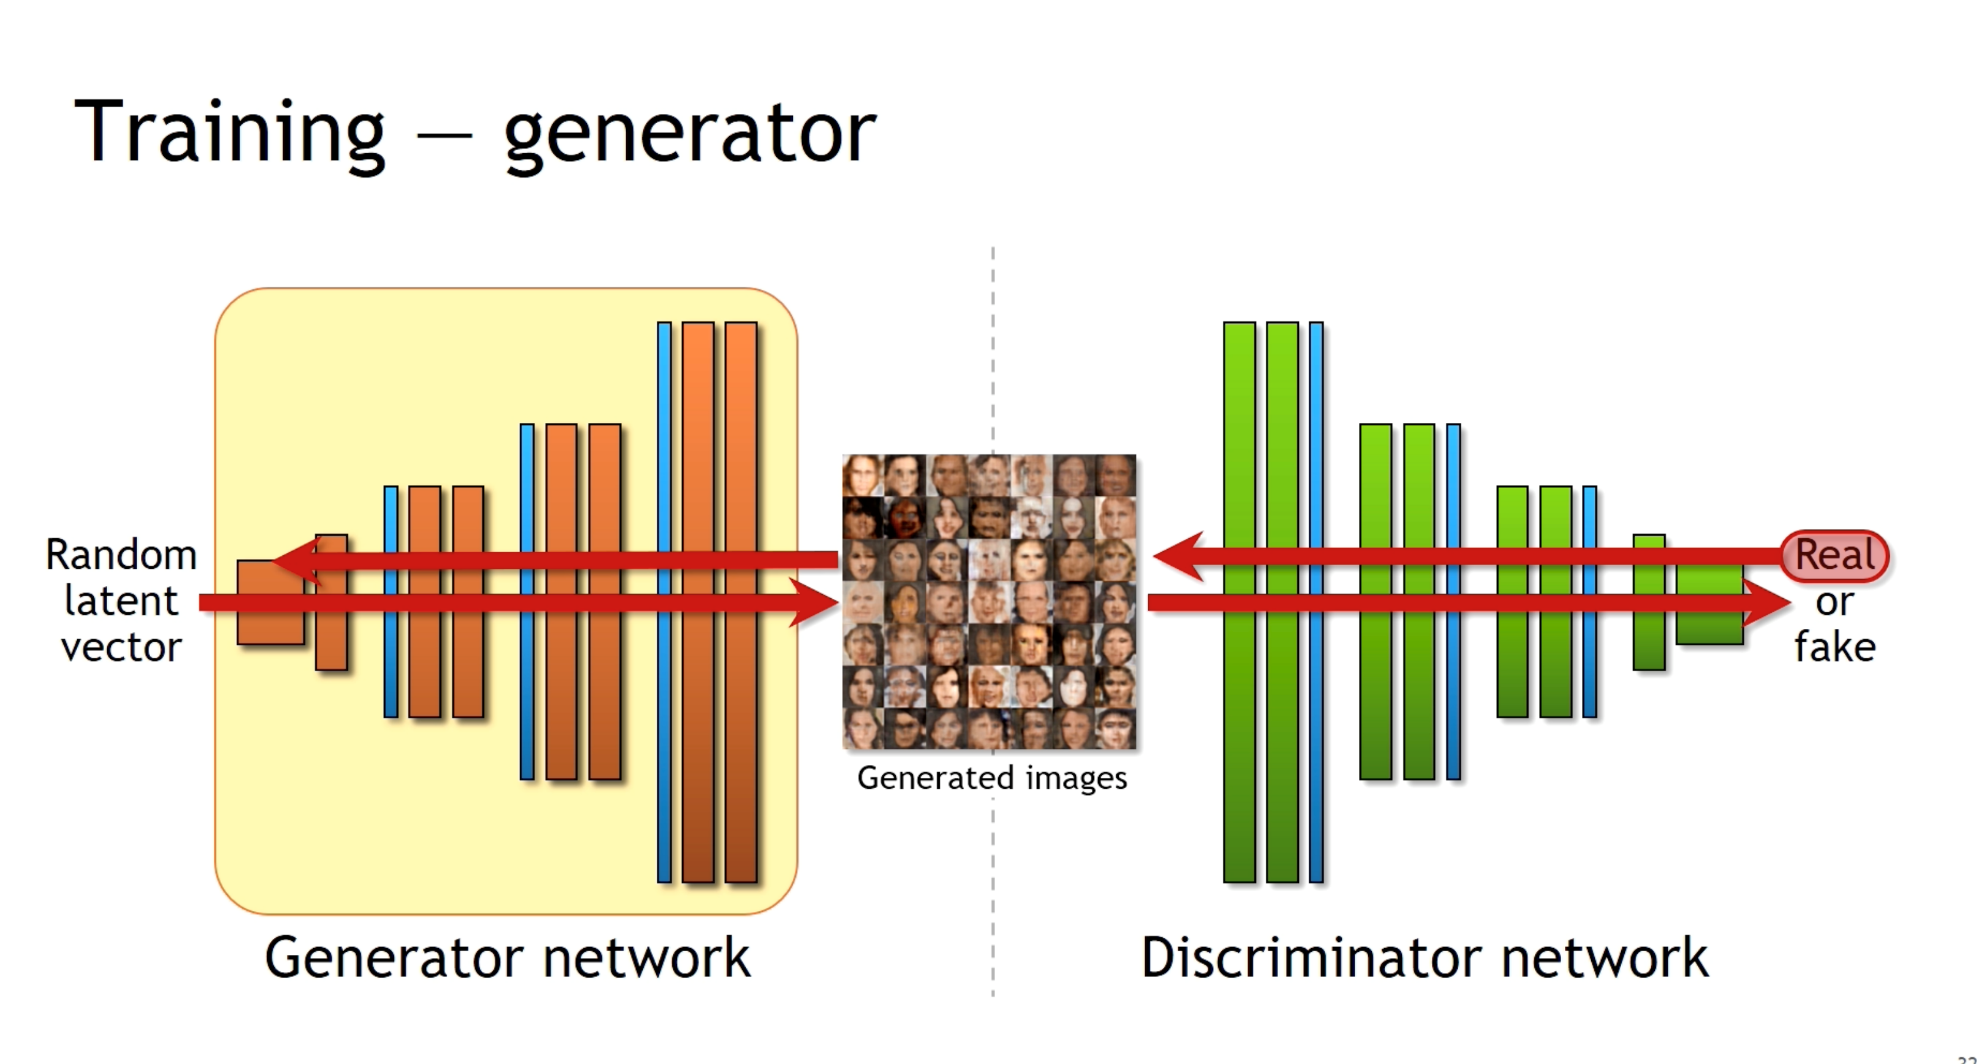 Training – generator
Random
latent
vector
Generated images
Real
or
fake
Generator network
Discriminator network